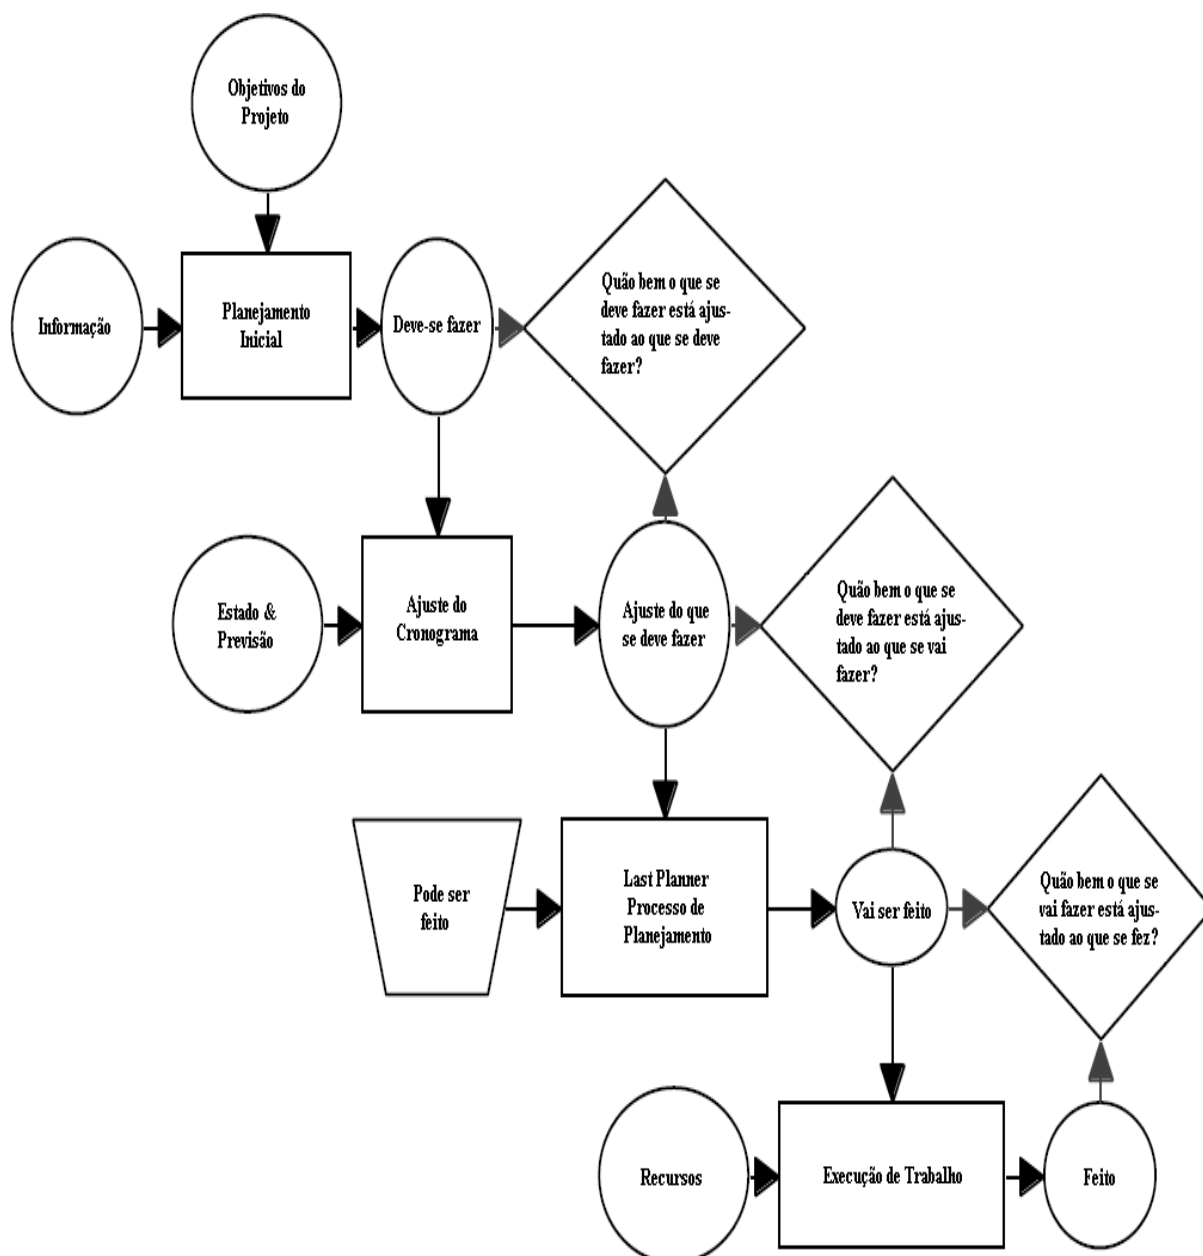 Objetivos do
Projeto
Informação
Planejamento
Inicial
Deve-se fazer
Quão bem o que se
deve fazer está ajus-
tado ao que se deve
fazer?
Estado &
Previsão
Ajuste do
Cronograma
Ajuste do que
se deve fazer
Quão bem o que se
deve fazer está ajus-
tado ao que se vai
fazer?
Pode ser
feito
Last Planner
Processo de
Planejamento
Vai ser feito
Quão bem o que se
vai fazer está ajus-
tado ao que se fez?
Recursos
Execução de Trabalho
Feito